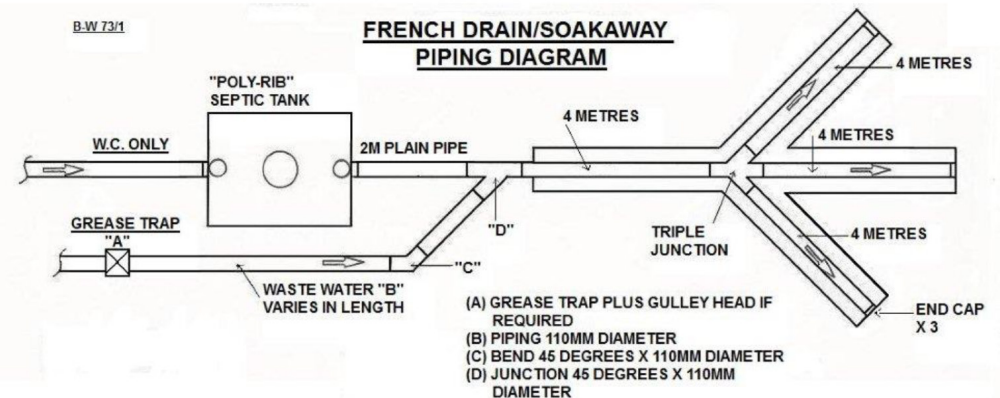 B-W 73/1
FRENCH DRAIN/SOAKAWAY
PIPING DIAGRAM
"POLY-RIB"
SEPTIC TANK
W.C. ONLY
2M PLAIN PIPE
4 METRES
4 METRES
4 METRES
4 METRES
GREASE TRAP
"A"
"D"
"C"
TRIPLE
JUNCTION
WASTE WATER "B"
VARIES IN LENGTH
END CAP
X 3
(A) GREASE TRAP PLUS GULLEY HEAD IF
REQUIRED
(B) PIPING 110MM DIAMETER
(C) BEND 45 DEGREES X 110MM DIAMETER
(D) JUNCTION 45 DEGREES X 110MM
DIAMETER